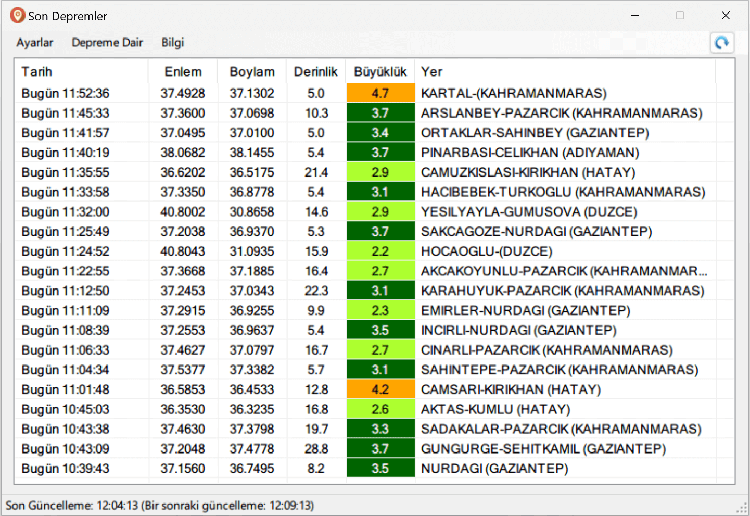 Son Depremler
Ayarlar Depreme Dair Bilgi
Tarih Enlem Boylam Derinlik Büyüklük Yer
Bugün 11:52:36 37.4928 37.1302 5.0 4.7 KARTAL-(KAHRAMANMARAS)
Bugün 11:45:33 37.3600 37.0698 10.3 3.7 ARSLANBEY-PAZARCIK (KAHRAMANMARAS)
Bugün 11:41:57 37.0495 37.0100 5.0 3.4 ORTAKLAR-SAHINBEY (GAZIANTEP)
Bugün 11:40:19 38.0682 38.1455 5.4 3.7 PINARBASI-CELIKHAN (ADIYAMAN)
Bugün 11:35:55 36.6202 36.5175 21.4 2.9 CAMUZKISLASI-KIRIKHAN (HATAY)
Bugün 11:33:58 37.3350 36.8778 5.4 3.1 HACIBEBEK-TURKOGLU (KAHRAMANMARAS)
Bugün 11:32:00 40.8002 30.8658 14.6 2.9 YESILYAYLA-GUMUSOVA (DUZCE)
Bugün 11:25:49 37.2038 36.9370 5.3 3.7 SAKCAGOZE-NURDAGI (GAZIANTEP)
Bugün 11:24:52 40.8043 31.0935 15.9 2.2 HOCAOGLU-(DUZCE)
Bugün 11:22:55 37.3668 37.1885 16.4 2.7 AKCAKOYUNLU-PAZARCIK (KAHRAMANMAR...
Bugün 11:12:50 37.2453 37.0343 22.3 3.1 KARAHUYUK-PAZARCIK (KAHRAMANMARAS)
Bugün 11:11:09 37.2915 36.9255 9.9 2.3 EMIRLER-NURDAGI (GAZIANTEP)
Bugün 11:08:39 37.2553 36.9637 5.4 3.5 INCIRLI-NURDAGI (GAZIANTEP)
Bugün 11:06:33 37.4627 37.0797 16.7 2.7 CINARLI-PAZARCIK (KAHRAMANMARAS)
Bugün 11:04:34 37.5377 37.3382 5.7 3.1 SAHINTEPE-PAZARCIK (KAHRAMANMARAS)
Bugün 11:01:48 36.5853 36.4533 12.8 4.2 CAMSARI-KIRIKHAN (HATAY)
Bugün 10:45:03 36.3530 36.3235 16.8 2.6 AKTAS-KUMLU (HATAY)
Bugün 10:43:38 37.4630 37.3798 19.7 3.3 SADAKALAR-PAZARCIK (KAHRAMANMARAS)
Bugün 10:43:09 37.2048 37.4778 28.8 3.7 GUNGURGE-SEHITKAMIL (GAZIANTEP)
Bugün 10:39:43 37.1560 36.7495 8.2 3.5 NURDAGI (GAZIANTEP)
Son Güncelleme: 12:04:13 (Bir sonraki güncelleme: 12:09:13)